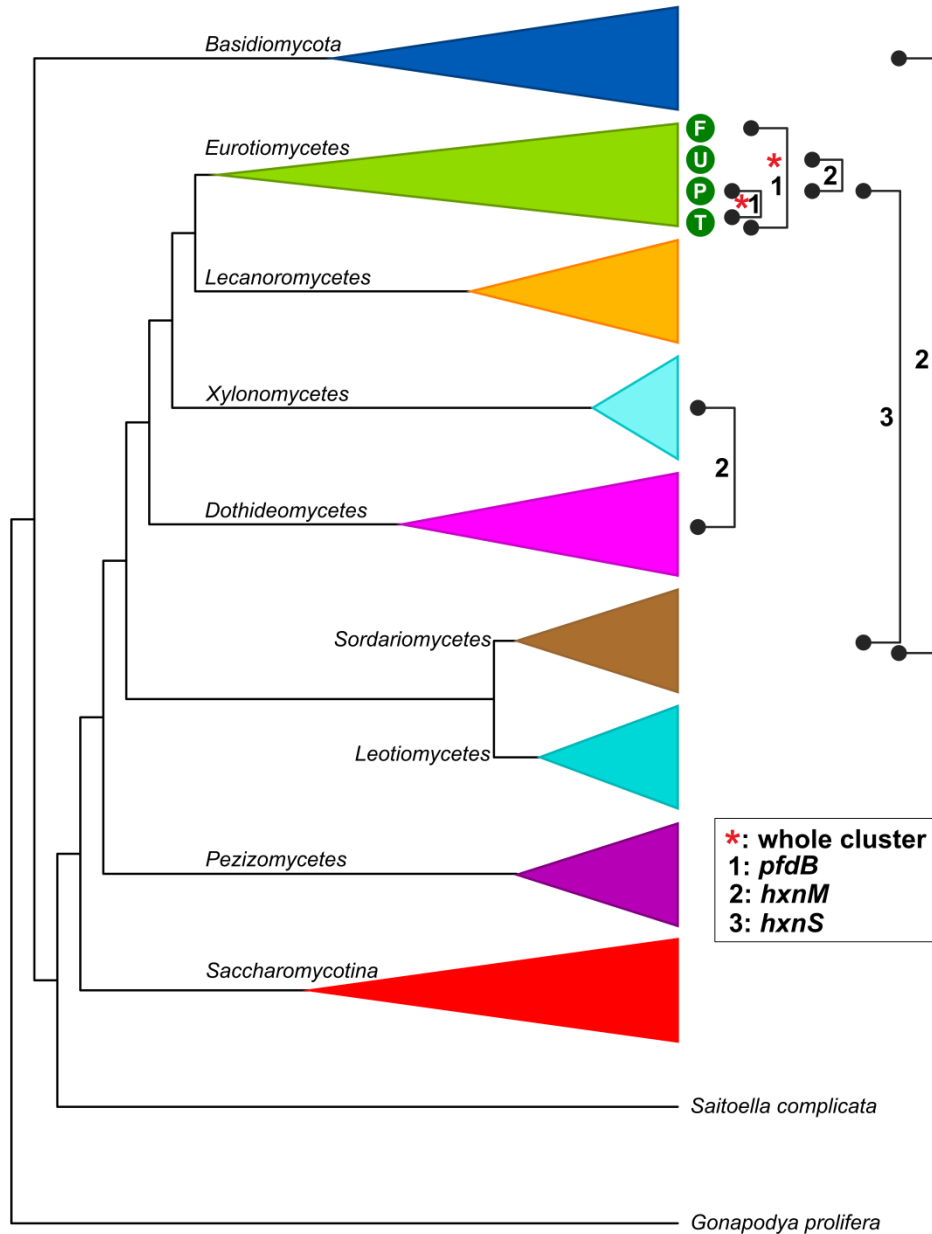 Basidiomycota
Eurotiomycetes
F
U
P
T
* 1
* 1
2
Lecanoromycetes
2
3
Xylonomycetes
2
Dothideomycetes
Sordariomycetes
Leotiomycetes
*: whole cluster
1: pfdB
2: hxnM
3: hxnS
Pezizomycetes
Saccharomycotina
Saitoella complicata
Gonapodya prolifera